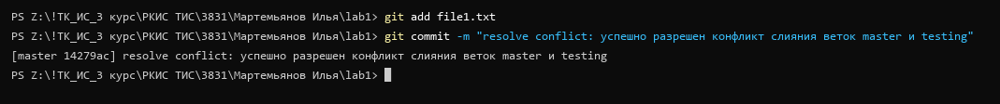 PS Z:\!ТК_ИС_3 курс\РКИС ТИС\3831\Мартемьянов Илья\lab1> git add file1.txt
PS Z:\!ТК_ИС_3 курс\РКИС ТИС\3831\Мартемьянов Илья\lab1> git commit -m "resolve conflict: успешно разрешен конфликт слияния веток master и testing"
[master 14279ac] resolve conflict: успешно разрешен конфликт слияния веток master и testing
PS Z:\!ТК_ИС_3 курс\РКИС ТИС\3831\Мартемьянов Илья\lab1>